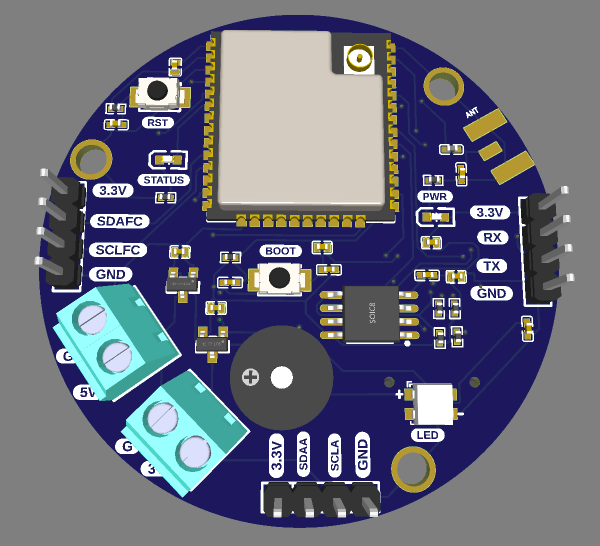 ANT
RST
STATUS
PWR
3.3V
SDAFC
SCLFC
GND
3.3V
RX
TX
GND
BOOT
SOIC8
G
5V
G
3
+
-
LED
3.3V
SDAA
SCLA
GND